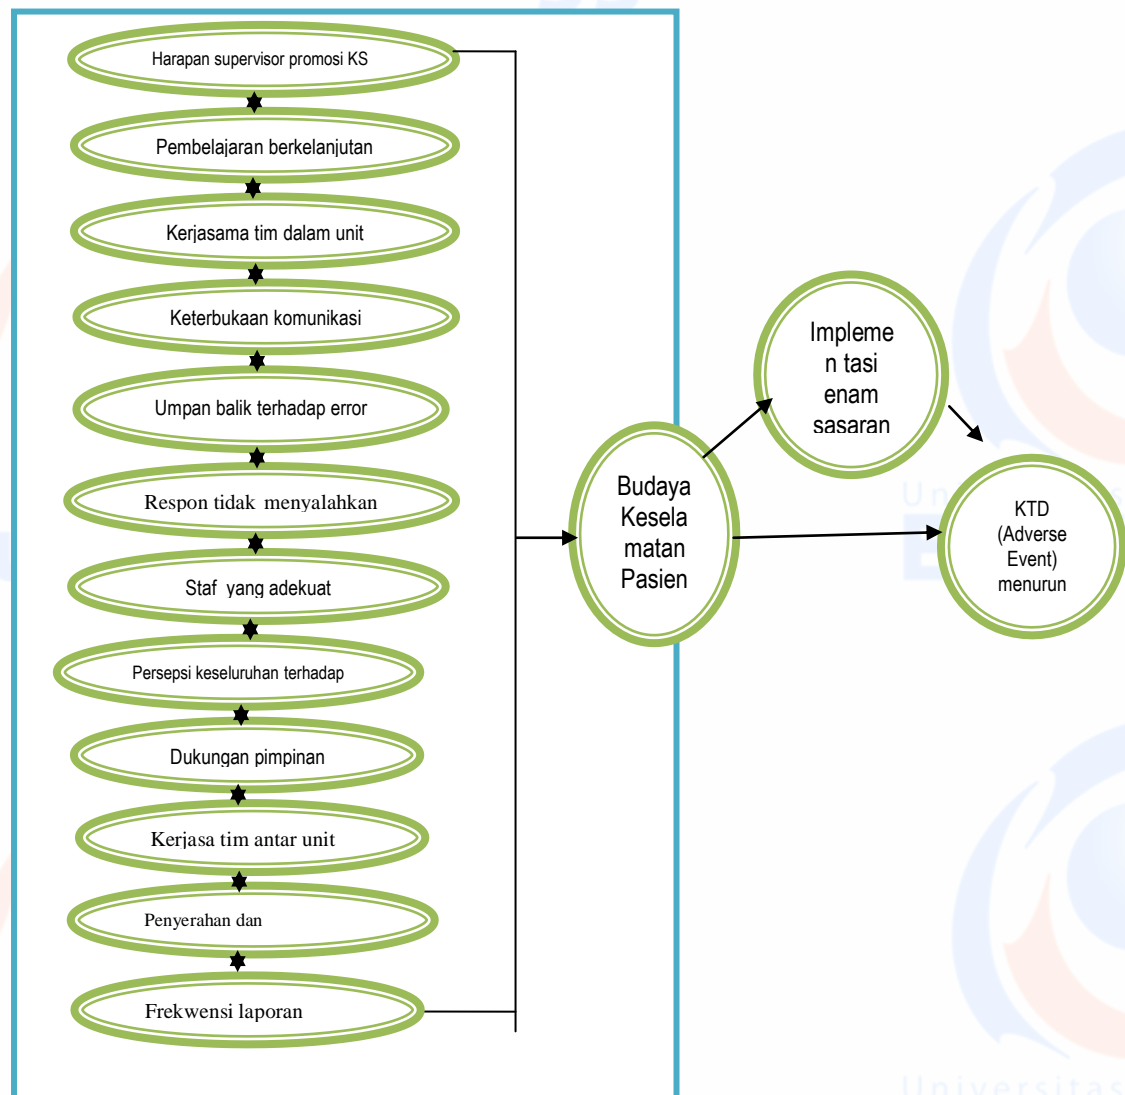 Harapan supervisor promosi KS
Pembelajaran berkelanjutan
Kerjasama tim dalam unit
Keterbukaan komunikasi
Umpan balik terhadap error
Respon tidak menyalahkan
Staf yang adekuat
Persepsi keseluruhan terhadap
Dukungan pimpinan
Kerjasa tim antar unit
Penyerahan dan
Frekwensi laporan
Budaya
Kesela
matan
Pasien
Impleme
n tasi
enam
sasaran
KTD
(Adverse
Event)
menurun
Universitas